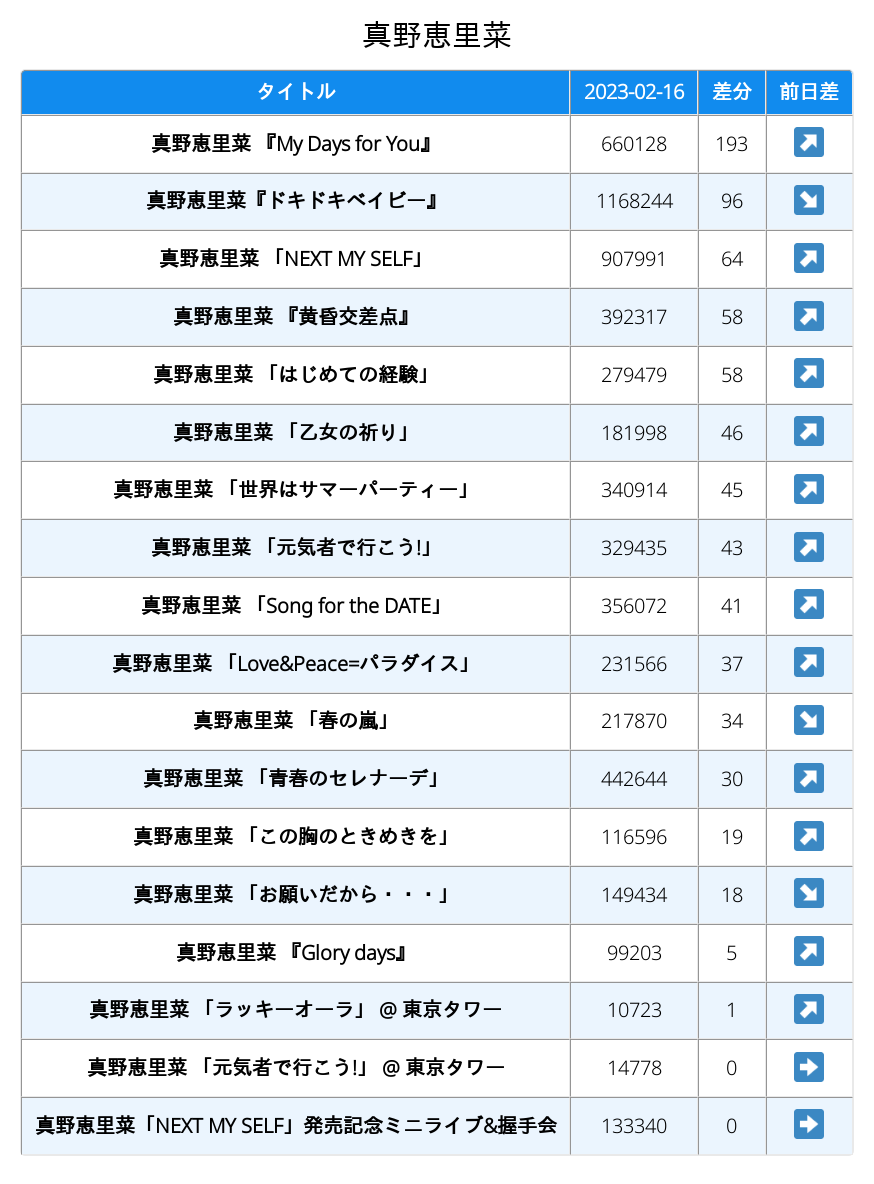 真野恵里菜
タイトル 2023-02-16 差分 前日差
真野恵里菜 『My Days for You』 660128 193
真野恵里菜『ドキドキベイビー』 1168244 96
真野恵里菜 「NEXT MY SELF」 907991 64
真野恵里菜 『黄昏交差点』 392317 58
真野恵里菜 「はじめての経験」 279479 58
真野恵里菜 「乙女の祈り」 181998 46
真野恵里菜 「世界はサマーパーティー」 340914 45
真野恵里菜 「元気者で行こう!」 329435 43
真野恵里菜 「Song for the DATE」 356072 41
真野恵里菜 「Love&Peace=パラダイス」 231566 37
真野恵里菜 「春の嵐」 217870 34
真野恵里菜 「青春のセレナーデ」 442644 30
真野恵里菜 「この胸のときめきを」 116596 19
真野恵里菜 「お願いだから・・・」 149434 18
真野恵里菜 『Glory days』 99203 5
真野恵里菜 「ラッキーオーラ」 @ 東京タワー 10723 1
真野恵里菜 「元気者で行こう!」 @ 東京タワー 14778 0
真野恵里菜「NEXT MY SELF」発売記念ミニライブ&握手会 133340 0